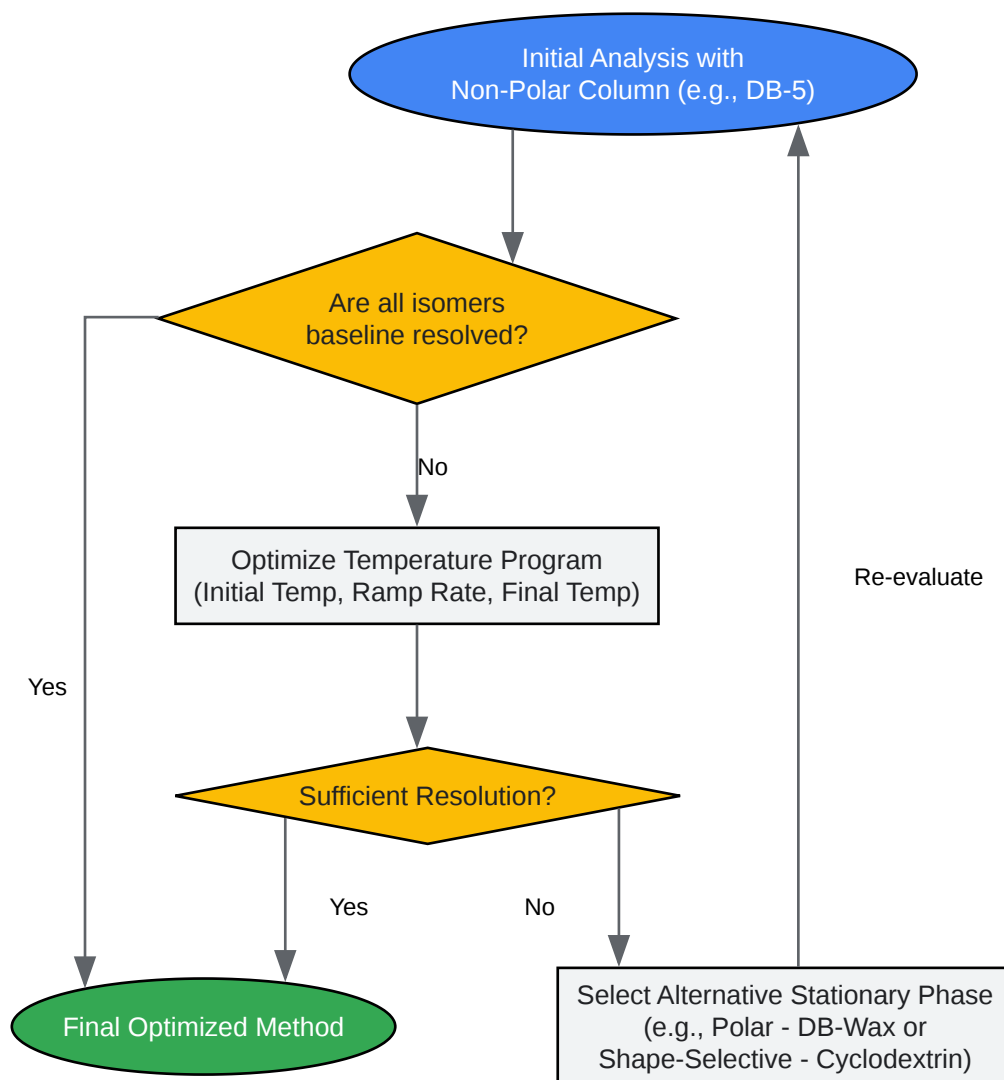 Initial Analysis with
Non-Polar Column (e.g., DB-5)
Are all isomers
baseline resolved?
No
Optimize Temperature Program
(Initial Temp, Ramp Rate, Final Temp)
Re-evaluate
Yes
Sufficient Resolution?
Yes
No
Final Optimized Method
Select Alternative Stationary Phase
(e.g., Polar - DB-Wax or
Shape-Selective - Cyclodextrin)